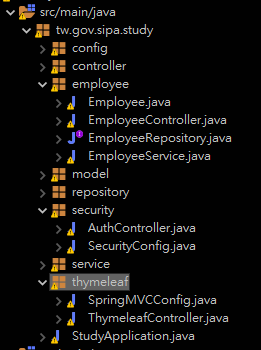 src/main/java
tw.gov.sipa.study
config
controller
employee
Employee.java
EmployeeController.java
EmployeeRepository.java
EmployeeService.java
model
repository
security
AuthController.java
SecurityConfig.java
service
thymeleaf
SpringMVCConfig.java
ThymeleafController.java
StudyApplication.java